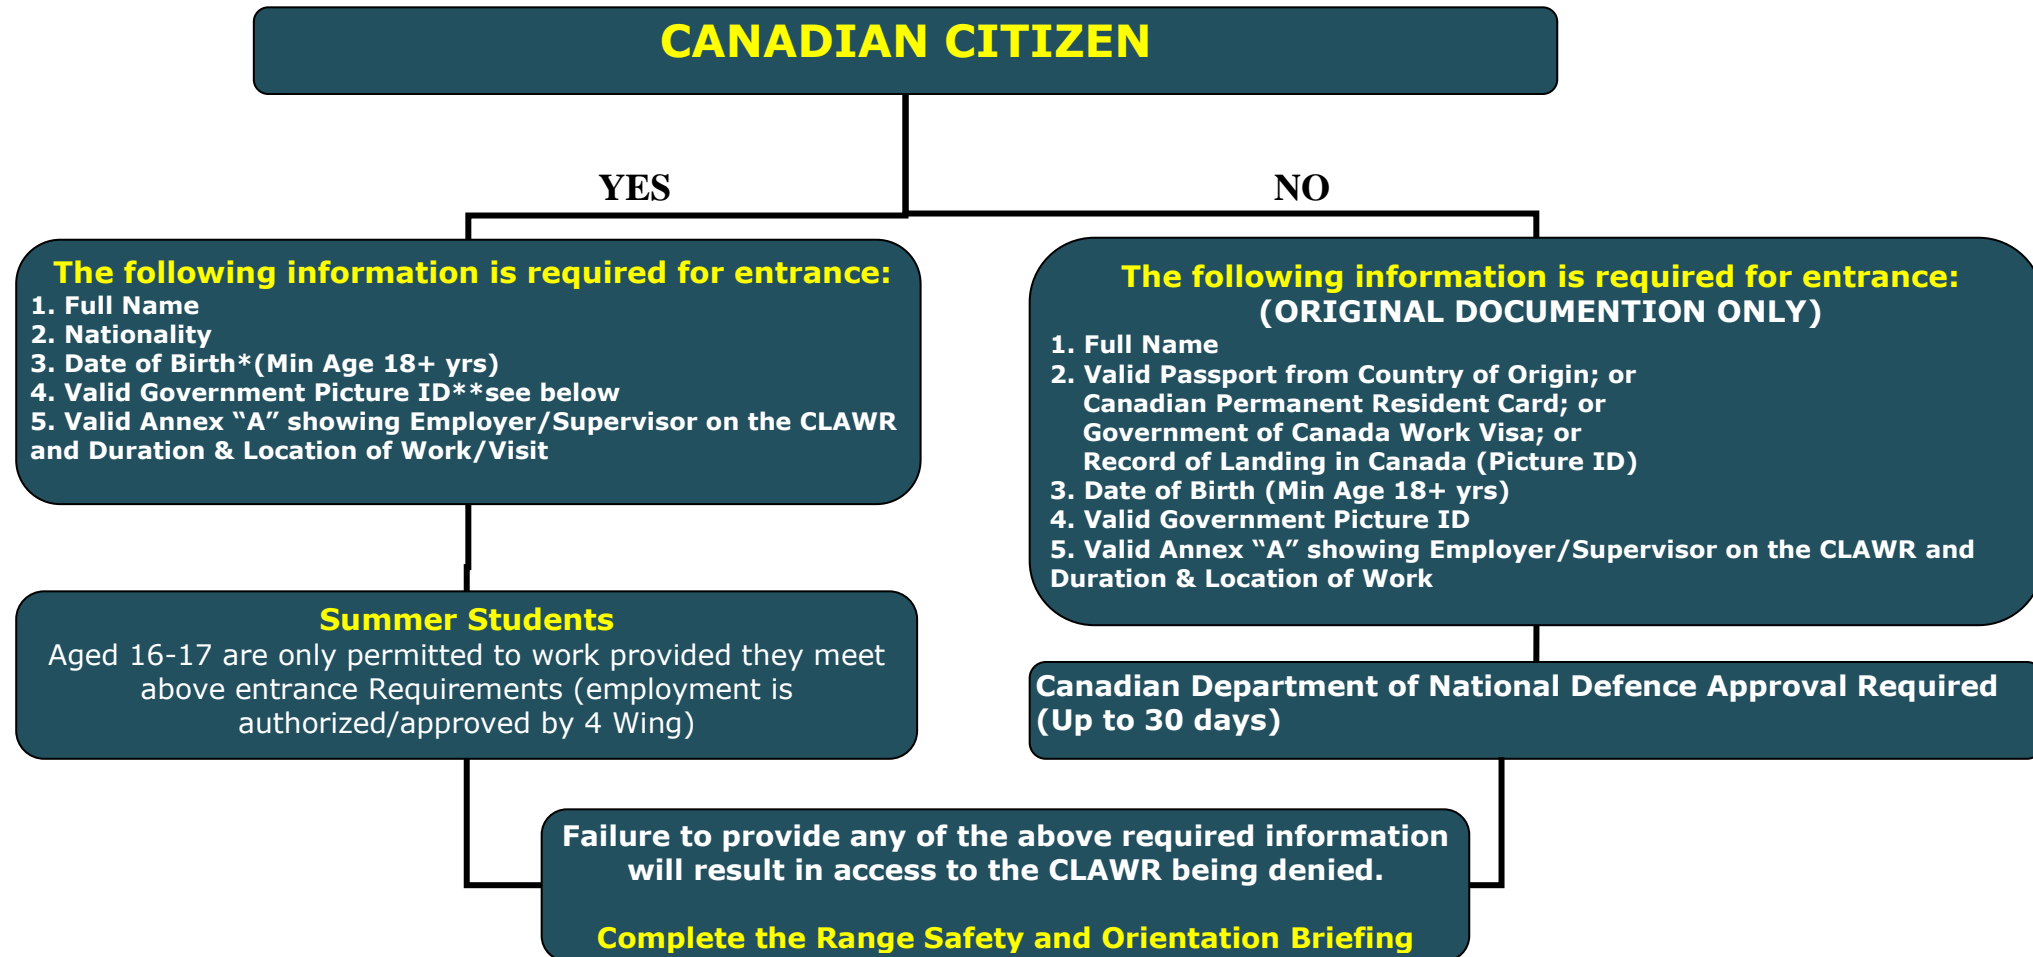 CANADIAN CITIZEN
YES
NO
The following information is required for entrance:
1. Full Name
2. Nationality
3. Date of Birth*(Min Age 18+ yrs)
4. Valid Government Picture ID**see below
5. Valid Annex “A” showing Employer/Supervisor on the CLAWR
and Duration & Location of Work/Visit
The following information is required for entrance:
(ORIGINAL DOCUMENTION ONLY)
1. Full Name
2. Valid Passport from Country of Origin; or
Canadian Permanent Resident Card; or
Government of Canada Work Visa; or
Record of Landing in Canada (Picture ID)
3. Date of Birth (Min Age 18+ yrs)
4. Valid Government Picture ID
5. Valid Annex “A” showing Employer/Supervisor on the CLAWR and
Duration & Location of Work
Summer Students
Aged 16-17 are only permitted to work provided they meet
above entrance Requirements (employment is
authorized/approved by 4 Wing)
Canadian Department of National Defence Approval Required
(Up to 30 days)
Failure to provide any of the above required information
will result in access to the CLAWR being denied.
Complete the Range Safety and Orientation Briefing